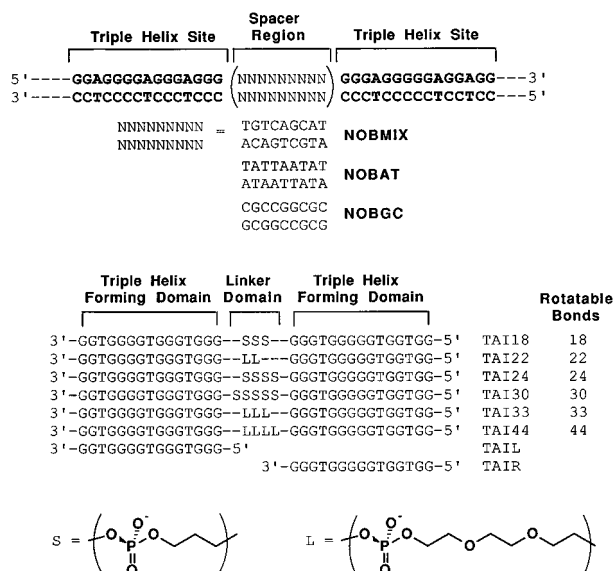 Spacer
Triple Helix Site Region Triple Helix Site
5'----GGAGGGGAGGGAGGG(NNNNNNNNN)GGGAGGGGGAGGAGG---3'
3'----CCTCCCCTCCCTCCC(NNNNNNNNN)CCCTCCCCCTCCTCC---5'
NNNNNNNNN = TGTCAGCAT NOBMIX
NNNNNNNNN ACAGTCGTA
TATTAATAT NOBAT
ATAATTATA
CGCCGGCGC NOBGC
GCGGCCGCG
Triple Helix Linker Triple Helix Rotatable
Forming Domain Domain Forming Domain Bonds
3'-GGTGGGGTGGGTGGG--SSS--GGGTGGGGGTGGTGG-5' TAI18 18
3'-GGTGGGGTGGGTGGG--LL---GGGTGGGGGTGGTGG-5' TAI22 22
3'-GGTGGGGTGGGTGGG--SSSS-GGGTGGGGGTGGTGG-5' TAI24 24
3'-GGTGGGGTGGGTGGG-SSSSS-GGGTGGGGGTGGTGG-5' TAI30 30
3'-GGTGGGGTGGGTGGG--LLL--GGGTGGGGGTGGTGG-5' TAI33 33
3'-GGTGGGGTGGGTGGG--LLLL-GGGTGGGGGTGGTGG-5' TAI44 44
3'-GGTGGGGTGGGTGGG-5' TAIL
3'-GGGTGGGGGTGGTGG-5' TAIR
O⁻ O⁻
S = O P O L = O P O O O
O O